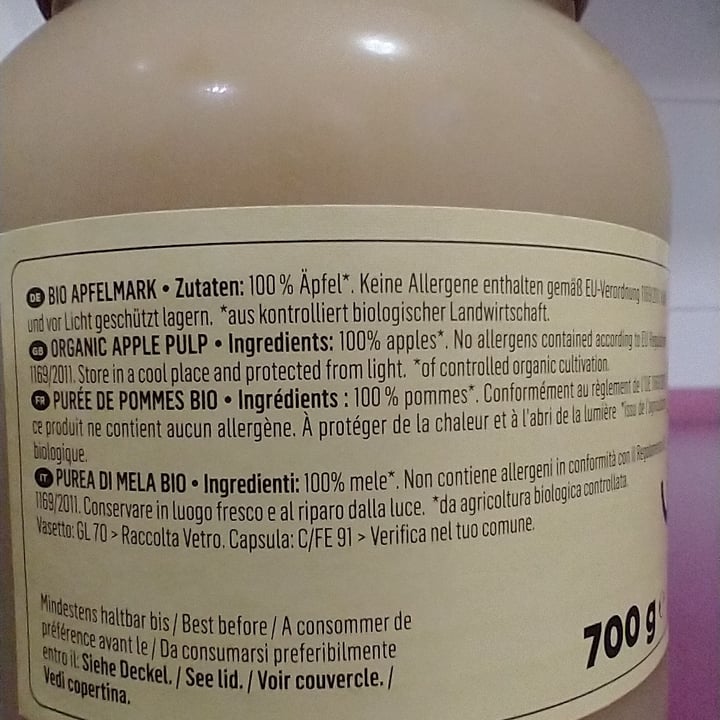 DE BIO APFELMARK • Zutaten: 100 % Äpfel*. Keine Allergene enthalten gemäß EU-Verordnung
und vor Licht geschützt lagern. *aus kontrolliert biologischer Landwirtschaft.
GB ORGANIC APPLE PULP • Ingredients: 100% apples*. No allergens contained according to EU
1169/2011. Store in a cool place and protected from light. *of controlled organic cultivation.
FR PURÉE DE POMMES BIO • Ingrédients : 100 % pommes*. Conformément au règlement de l'UE
ce produit ne contient aucun allergène. À protéger de la chaleur et à l'abri de la lumière *issu de
biologique.
IT PUREA DI MELA BIO • Ingredienti: 100% mele*. Non contiene allergeni in conformità con il
1169/2011. Conservare in luogo fresco e al riparo dalla luce. *da agricoltura biologica controllata.
Vasetto: GL 70 > Raccolta Vetro. Capsula: C/FE 91 > Verifica nel tuo comune.
Mindestens haltbar bis / Best before / A consommer de
préférence avant le / Da consumarsi preferibilmente
entro il: Siehe Deckel. / See lid. / Voir couvercle. /
Vedi copertina.
700 g